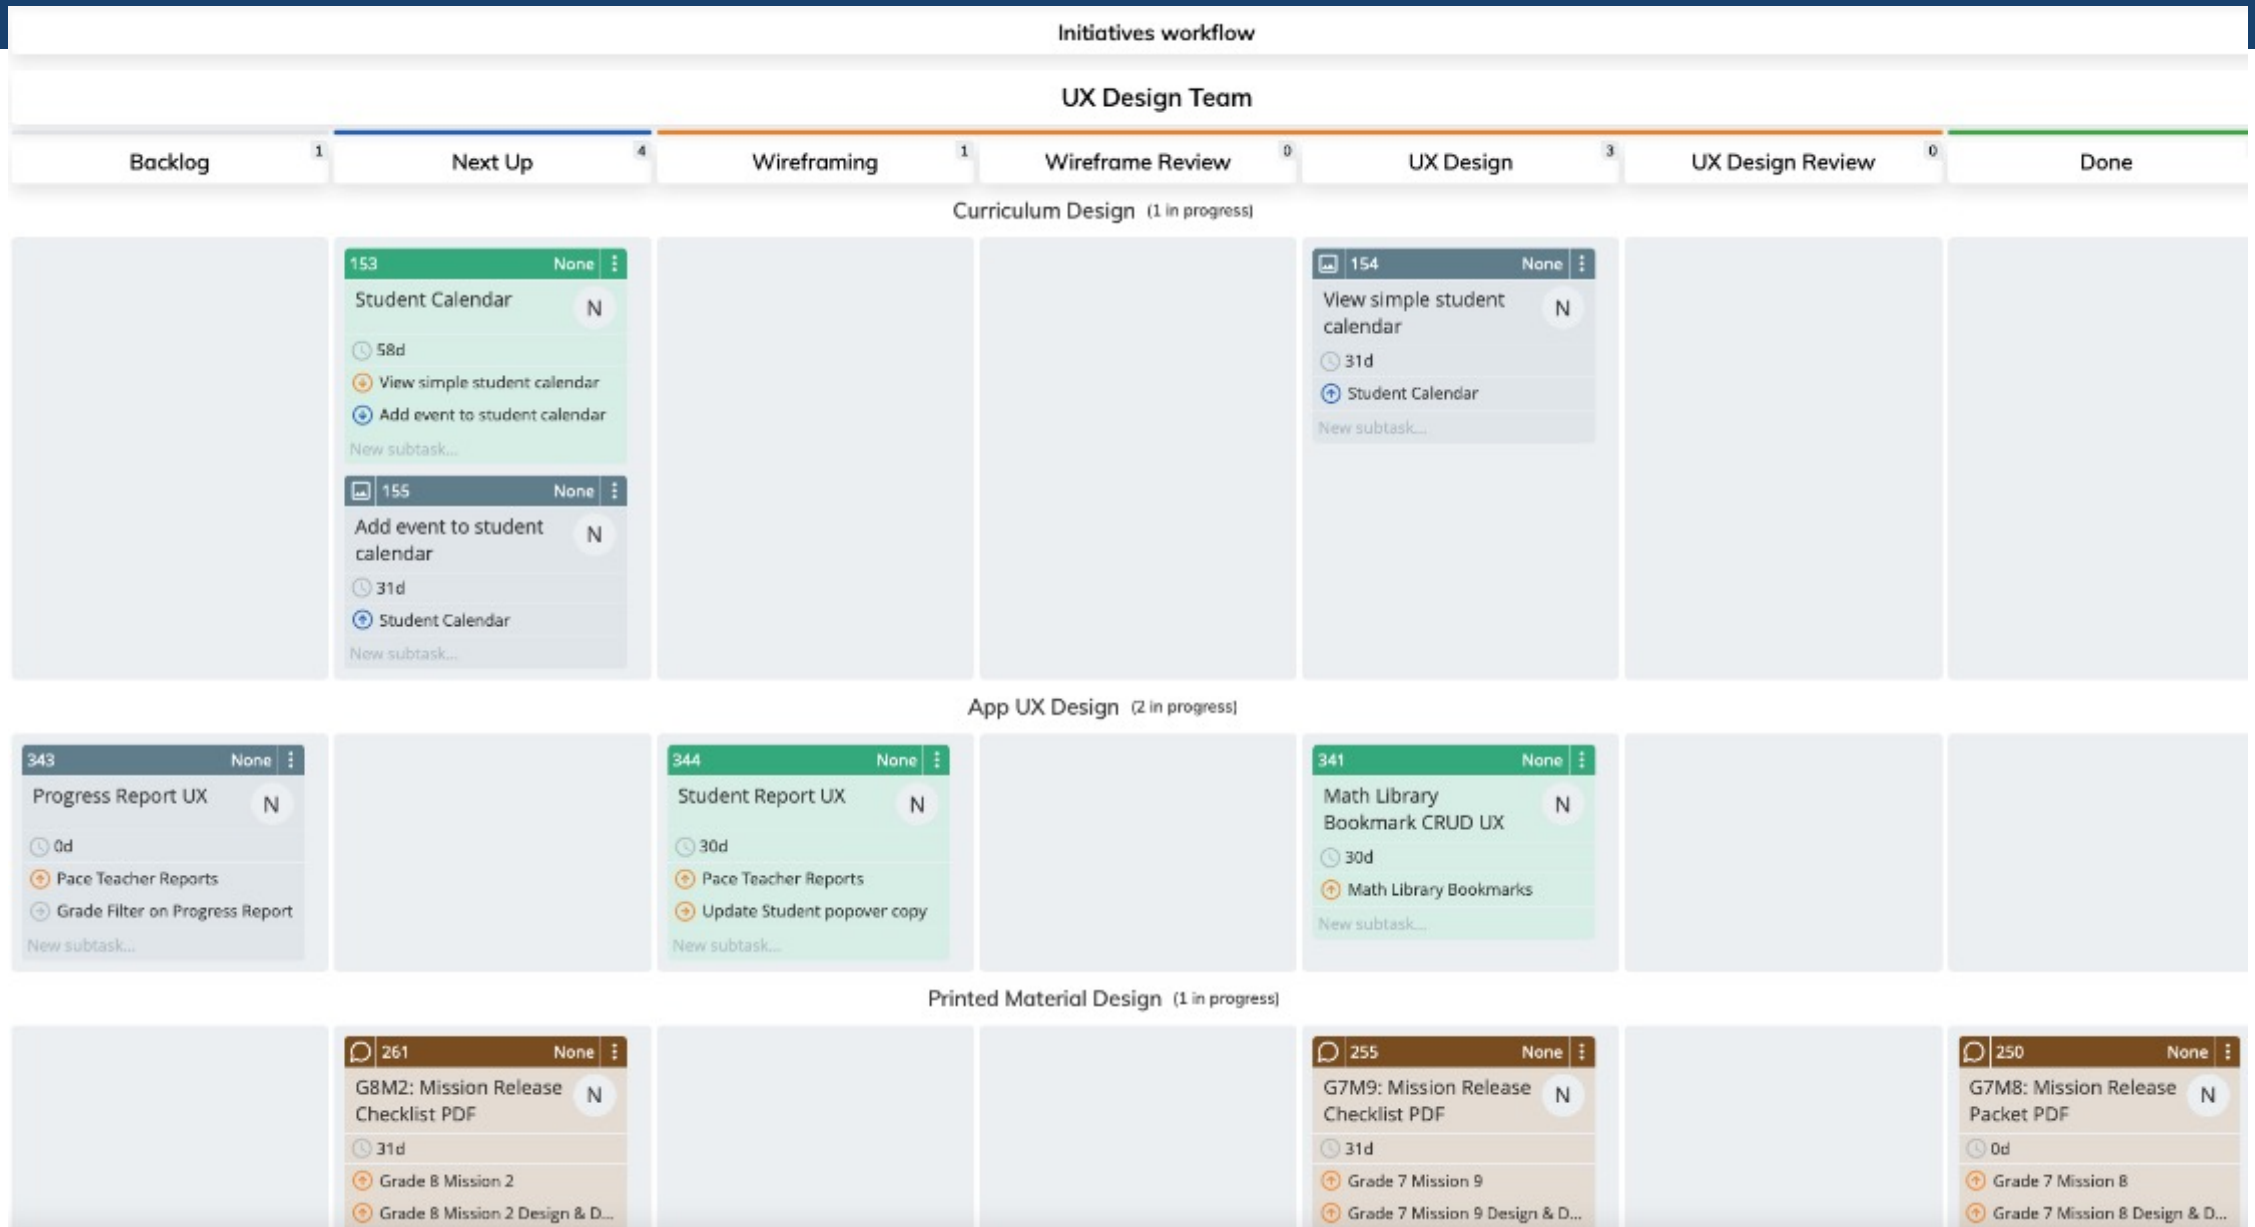 Initiatives workflow
UX Design Team
Backlog 1
Next Up 4
Wireframing 1
Wireframe Review 0
UX Design 3
UX Design Review 0
Done
Curriculum Design (1 in progress)
153 None
Student Calendar N
58d
View simple student calendar
Add event to student calendar
New subtask...
155 None
Add event to student N
calendar
31d
Student Calendar
New subtask...
154 None
View simple student N
calendar
31d
Student Calendar
New subtask...
App UX Design (2 in progress)
343 None
Progress Report UX N
0d
Pace Teacher Reports
Grade Filter on Progress Report
New subtask...
344 None
Student Report UX N
30d
Pace Teacher Reports
Update Student popover copy
New subtask...
341 None
Math Library N
Bookmark CRUD UX
30d
Math Library Bookmarks
New subtask...
Printed Material Design (1 in progress)
261 None
G8M2: Mission Release N
Checklist PDF
31d
Grade 8 Mission 2
Grade 8 Mission 2 Design & D...
255 None
G7M9: Mission Release N
Checklist PDF
31d
Grade 7 Mission 9
Grade 7 Mission 9 Design & D...
250 None
G7M8: Mission Release N
Packet PDF
0d
Grade 7 Mission 8
Grade 7 Mission 8 Design & D...